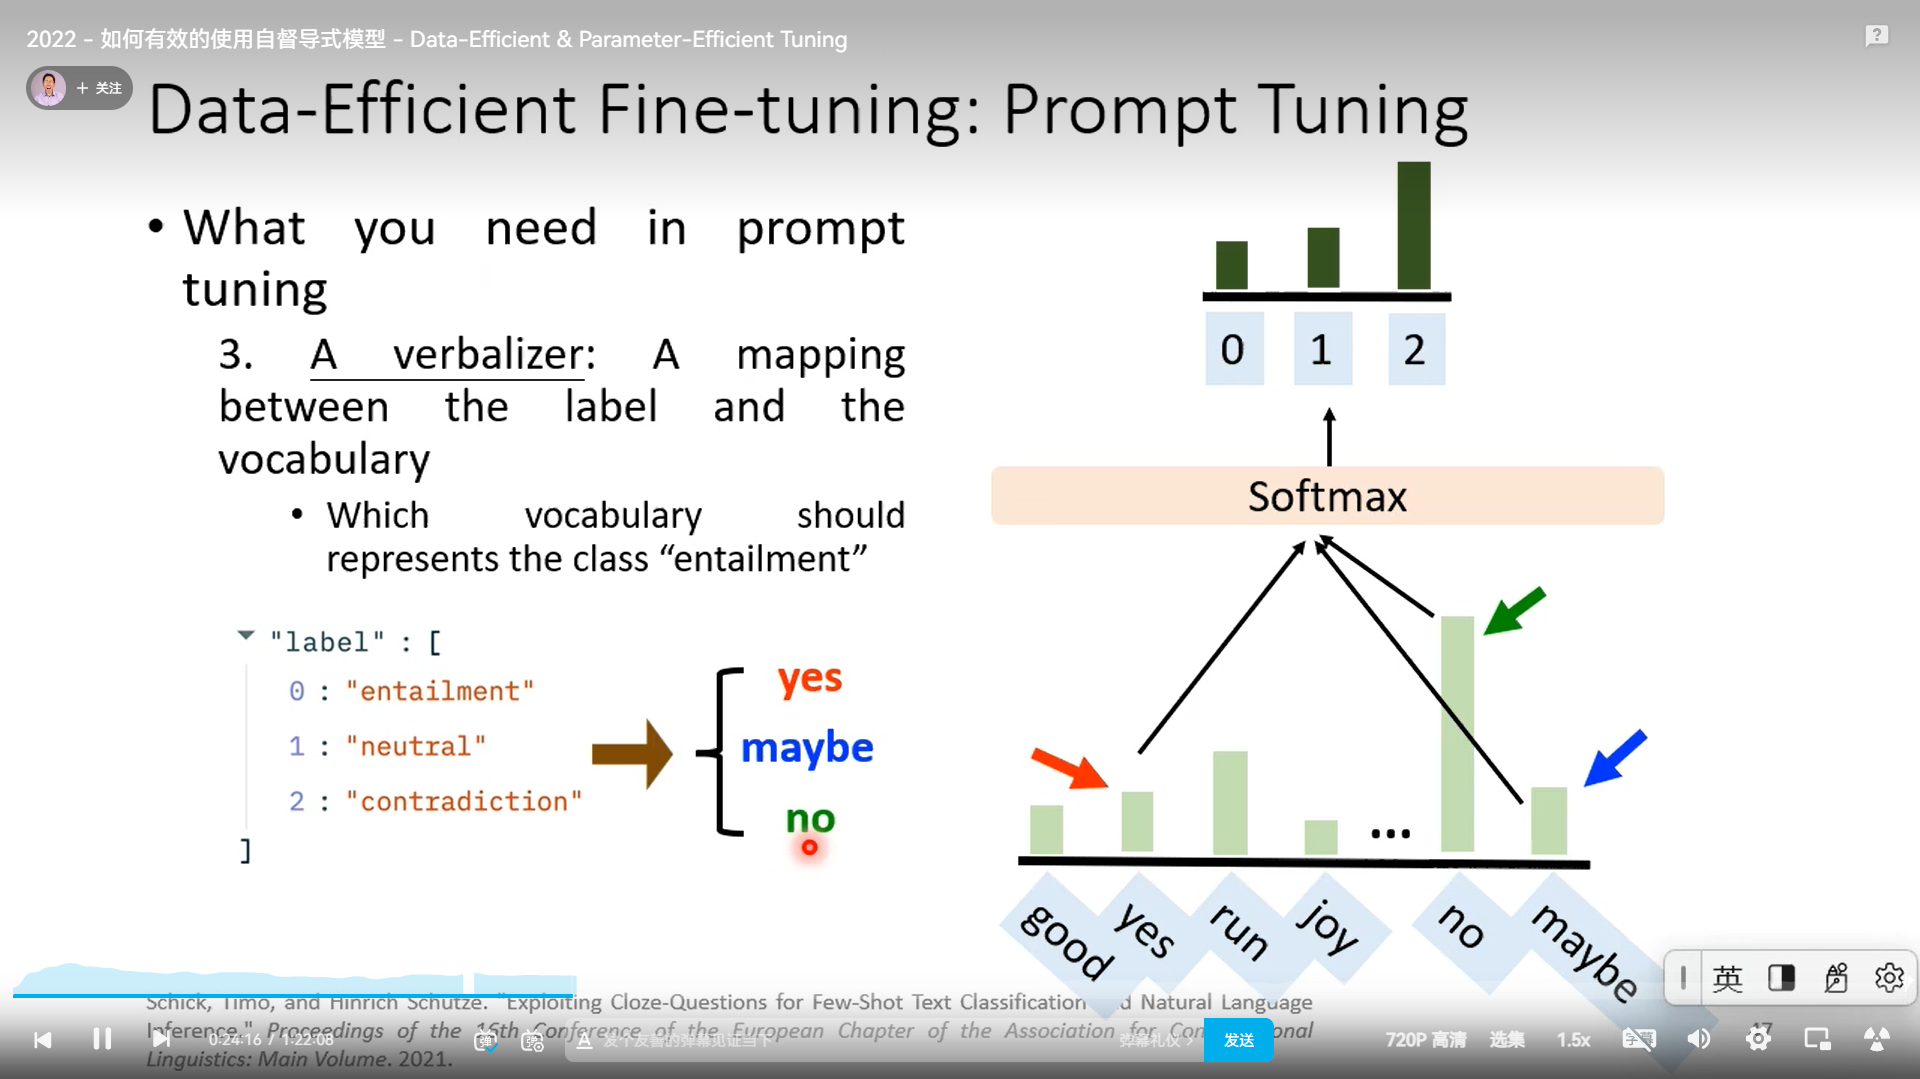 2022 - 如何有效的使用自督导式模型 - Data-Efficient & Parameter-Efficient Tuning
+ 关注
Data-Efficient Fine-tuning: Prompt Tuning
• What you need in prompt
tuning
3. A verbalizer: A mapping
between the label and the
vocabulary
• Which vocabulary should
represents the class “entailment”
"label" : [
0 : "entailment"
1 : "neutral"
2 : "contradiction"
]
yes
maybe
no
0 1 2
Softmax
...
good yes run joy no maybe
英
Schick, Timo, and Hinrich Schütze. "Exploiting Cloze-Questions for Few-Shot Text Classification and Natural Language
Inference." Proceedings of the 16th Conference of the European Chapter of the Association for Computational
Linguistics: Main Volume. 2021.
17
0:24:16 / 1:22:08
弹 弹
发个友善的弹幕见证当下
弹幕礼仪 >
发送
720P 高清 选集 1.5x
字幕